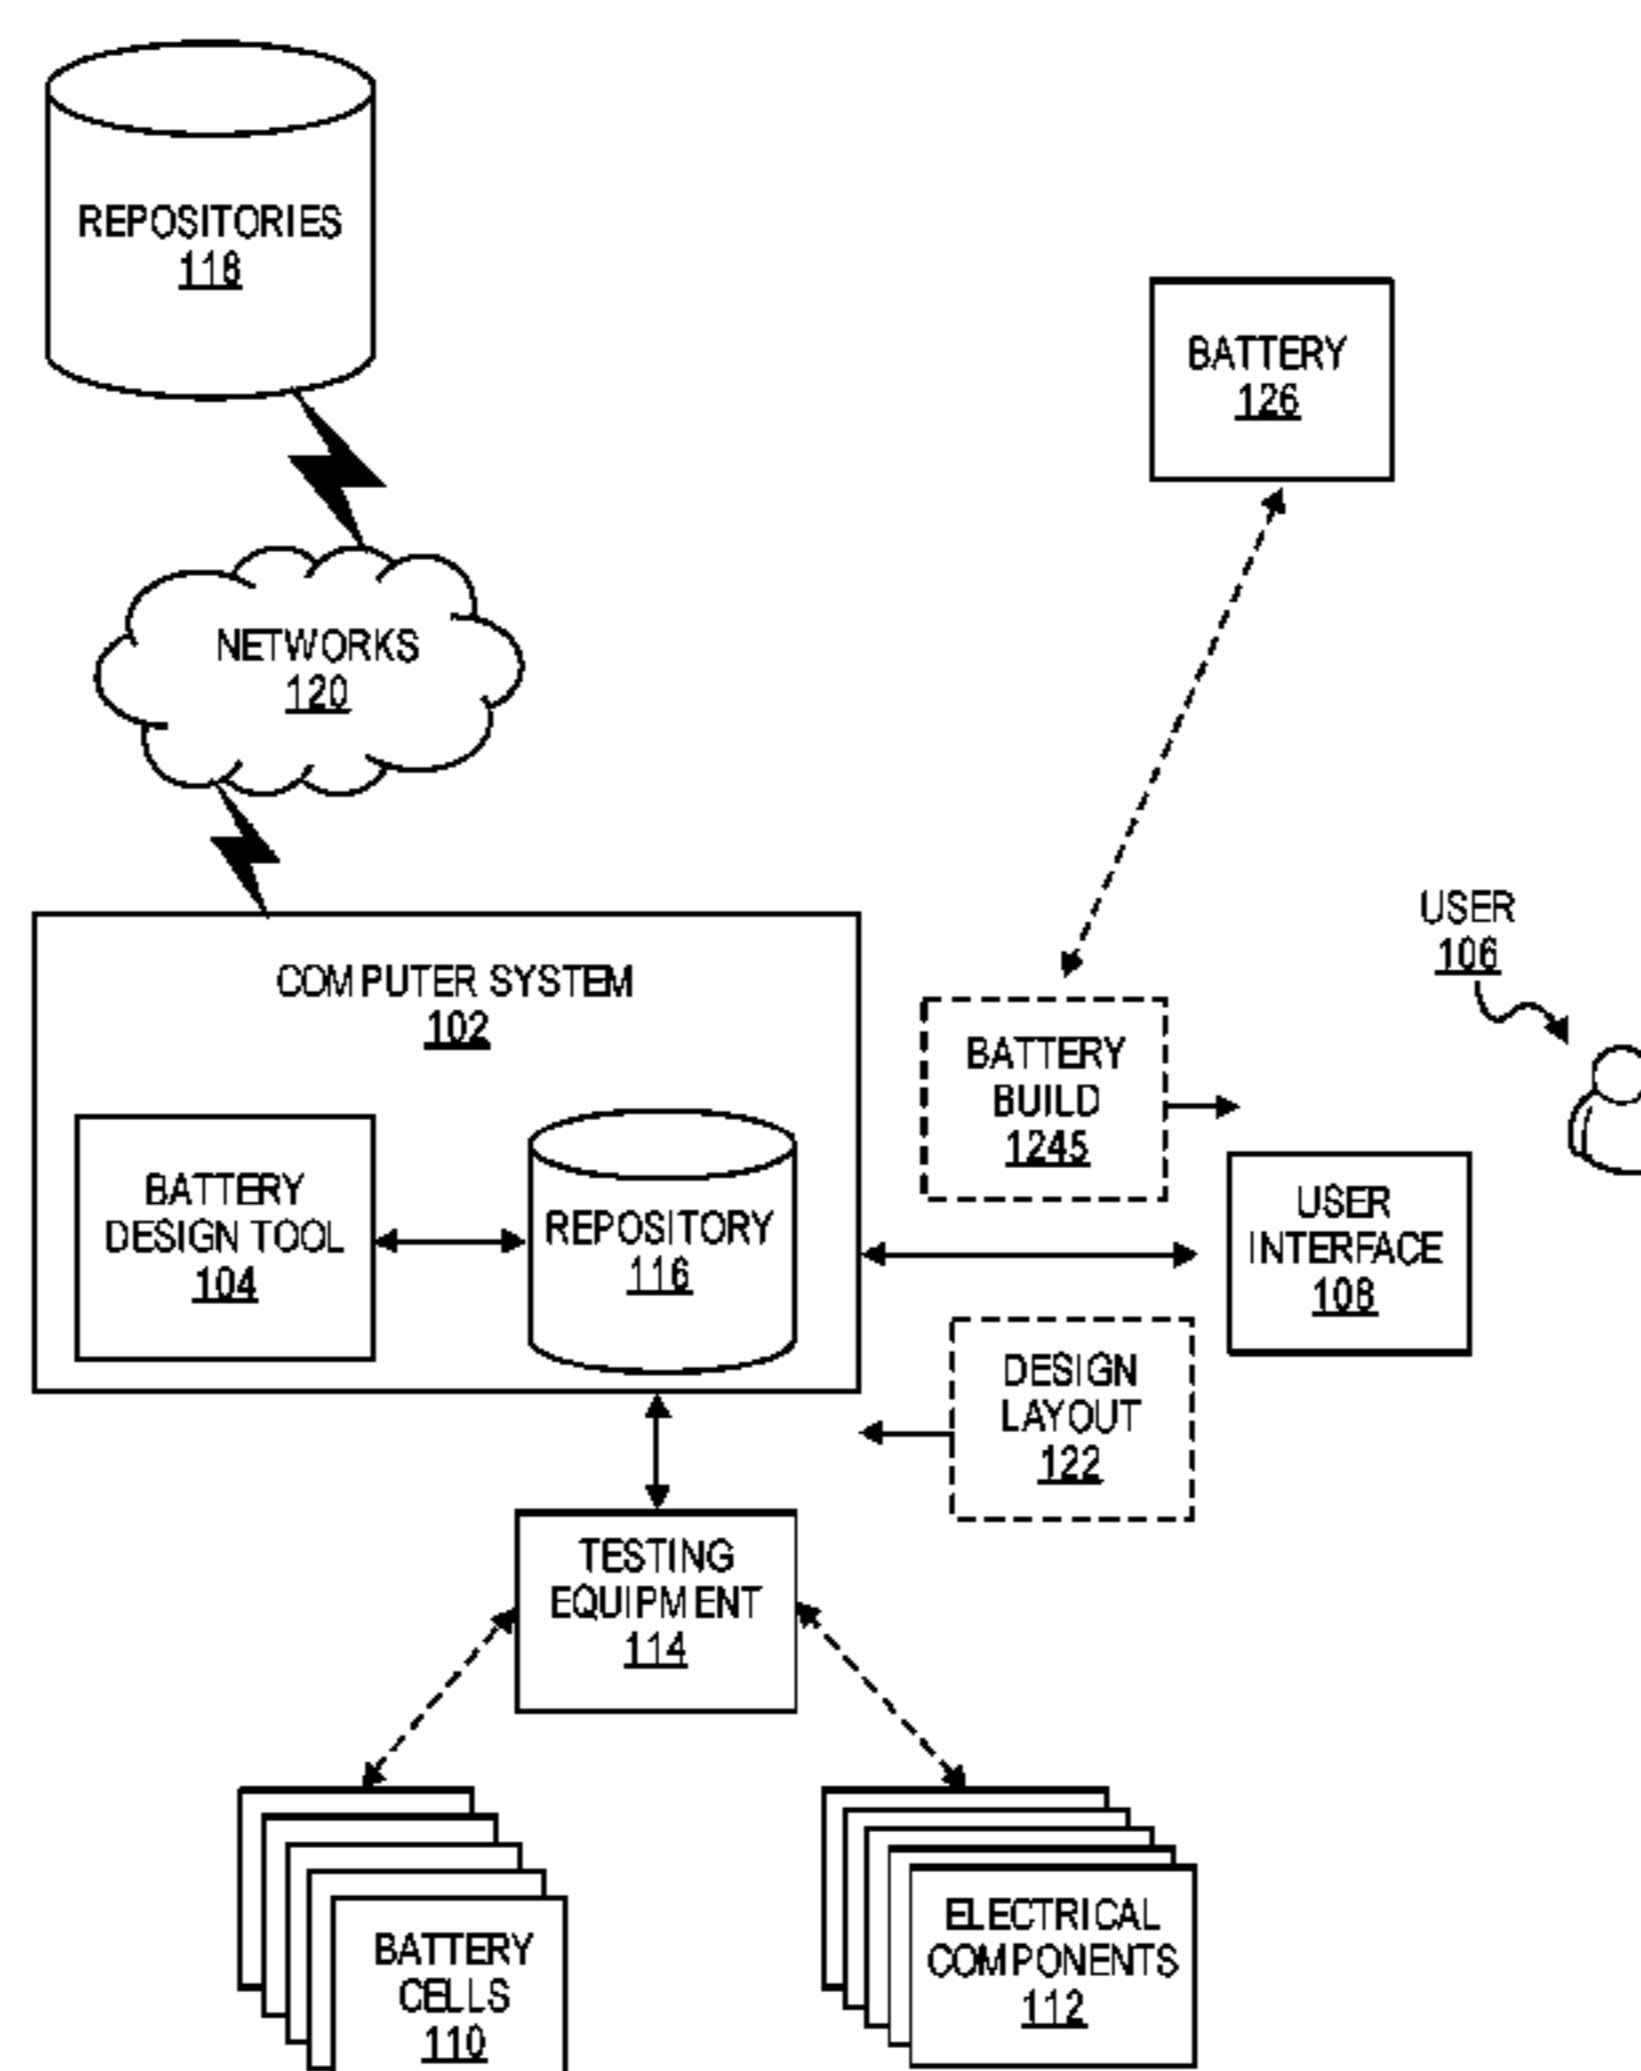 REPOSITORIES
118
BATTERY
126
NETWORKS
120
USER
106
COMPUTER SYSTEM
102
BATTERY
BUILD
1245
BATTERY
DESIGN TOOL
104
REPOSITORY
116
USER
INTERFACE
108
DESIGN
LAYOUT
122
TESTING
EQUIPMENT
114
BATTERY
CELLS
110
ELECTRICAL
COMPONENTS
112